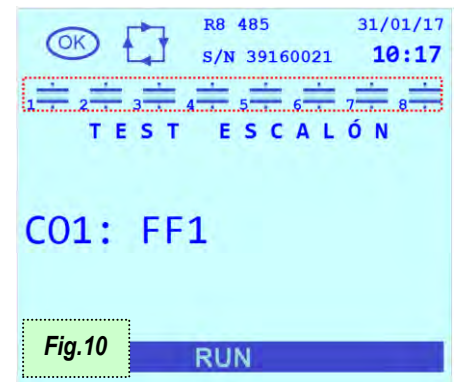 R8 485 31/01/17
OK S/N 39160021 10:17
1 2 3 4 5 6 7 8
TEST ESCALÓN
CO1: FF1
Fig.10 RUN